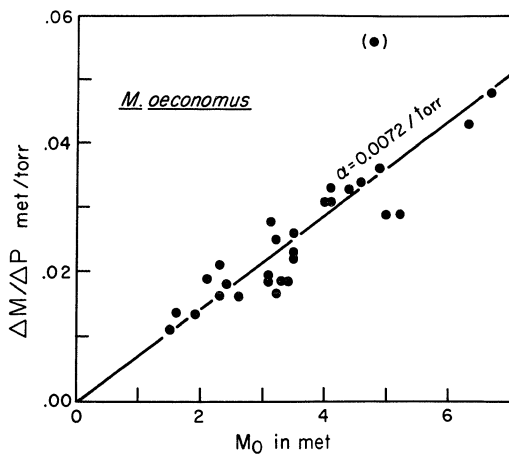 .06
(•)
M. oeconomus
α=0.0072/torr
.04
ΔM/ΔP met/torr
.02
.00
0 2 4 6
M₀ in met